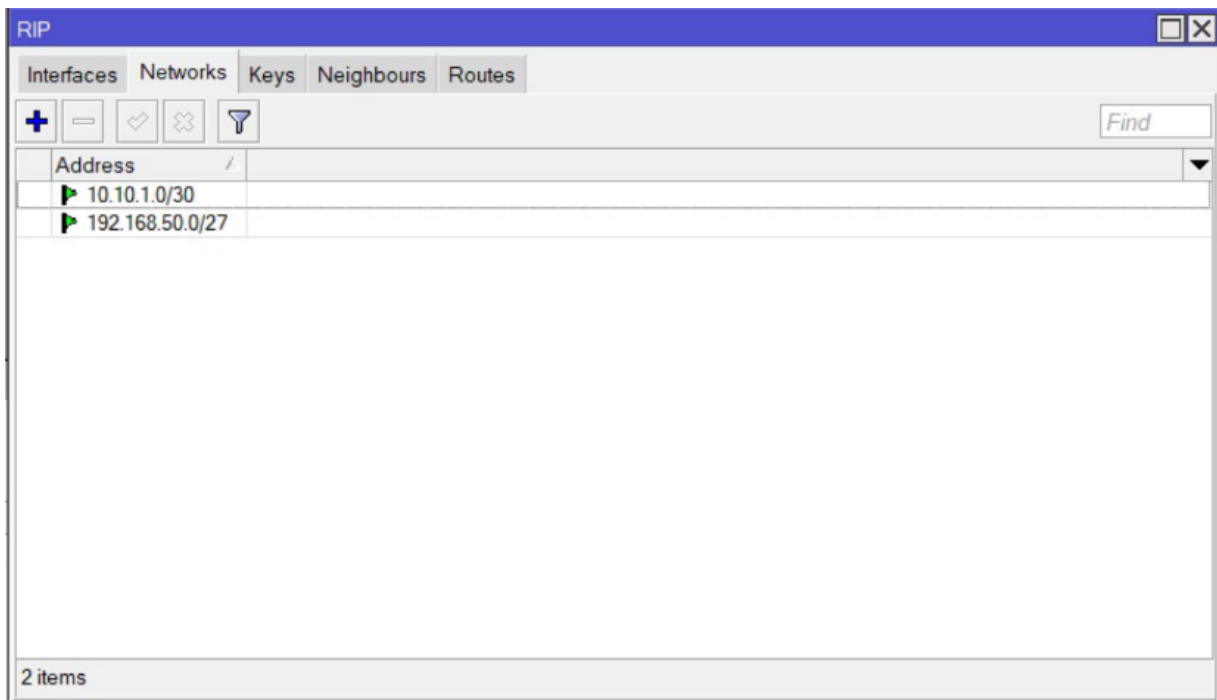 RIP
Interfaces Networks Keys Neighbours Routes
Find
Address
10.10.1.0/30
192.168.50.0/27
2 items